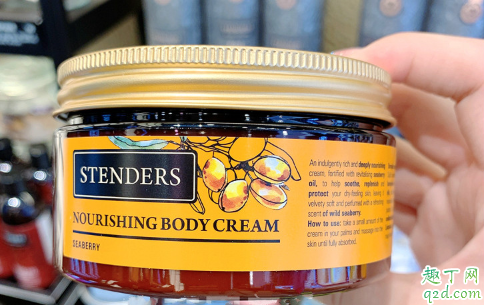 STENDERS
NOURISHING BODY CREAM
SEABERRY
An indulgently rich and deeply nourishing
cream, fortified with revitalising seaberry
oil, to help soothe, replenish and
protect your dry-feeling skin, leaving it
velvety soft and perfumed with a refreshing
scent of wild seaberry.
How to use: take a small amount of the
cream in your palms and massage into the
skin until fully absorbed.
趣丁网
q2d.com